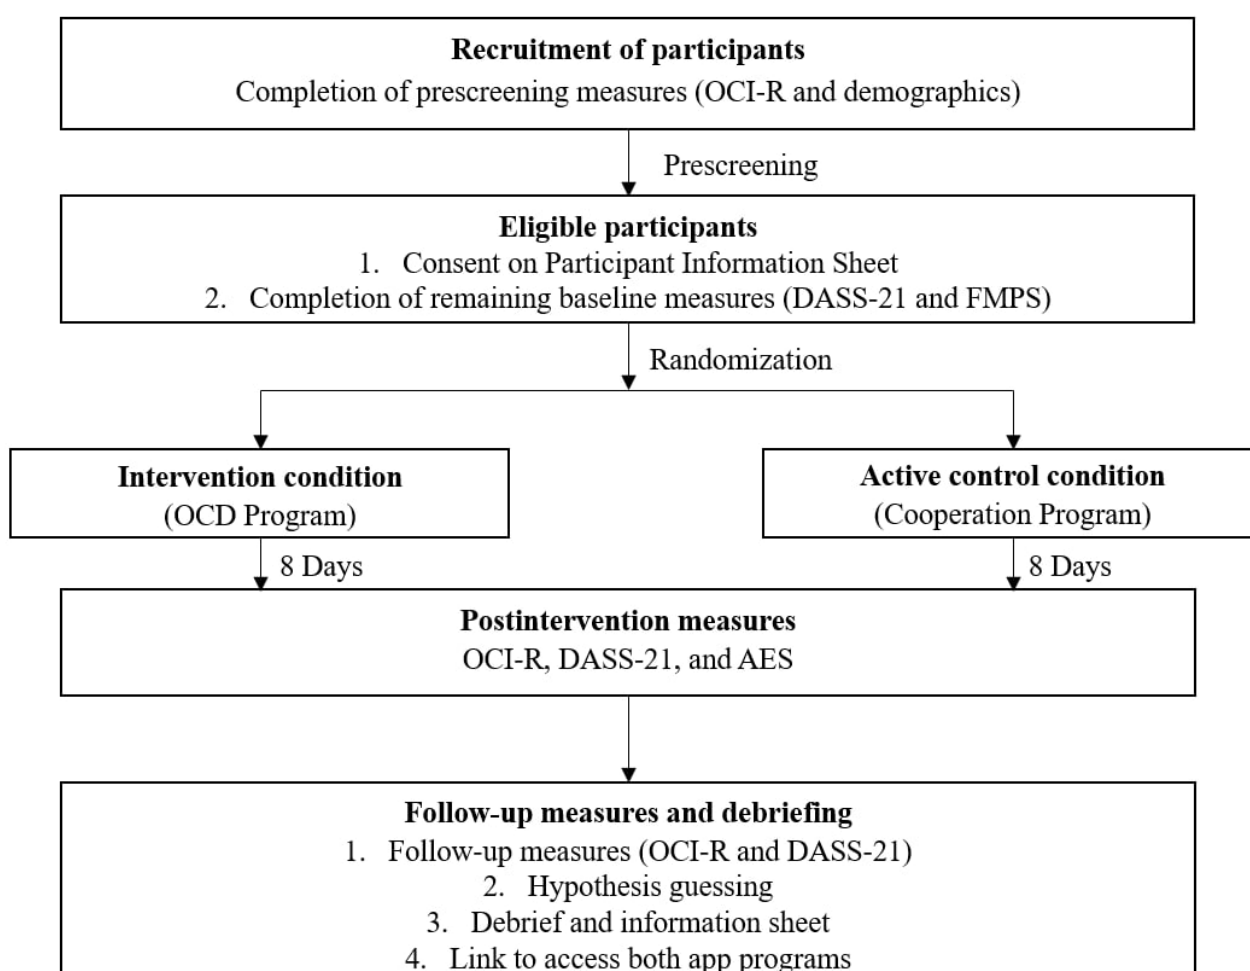 Recruitment of participants
Completion of prescreening measures (OCI-R and demographics)
Prescreening
Eligible participants
1. Consent on Participant Information Sheet
2. Completion of remaining baseline measures (DASS-21 and FMPS)
Randomization
Intervention condition
(OCD Program)
Active control condition
(Cooperation Program)
8 Days
8 Days
Postintervention measures
OCI-R, DASS-21, and AES
Follow-up measures and debriefing
1. Follow-up measures (OCI-R and DASS-21)
2. Hypothesis guessing
3. Debrief and information sheet
4. Link to access both app programs